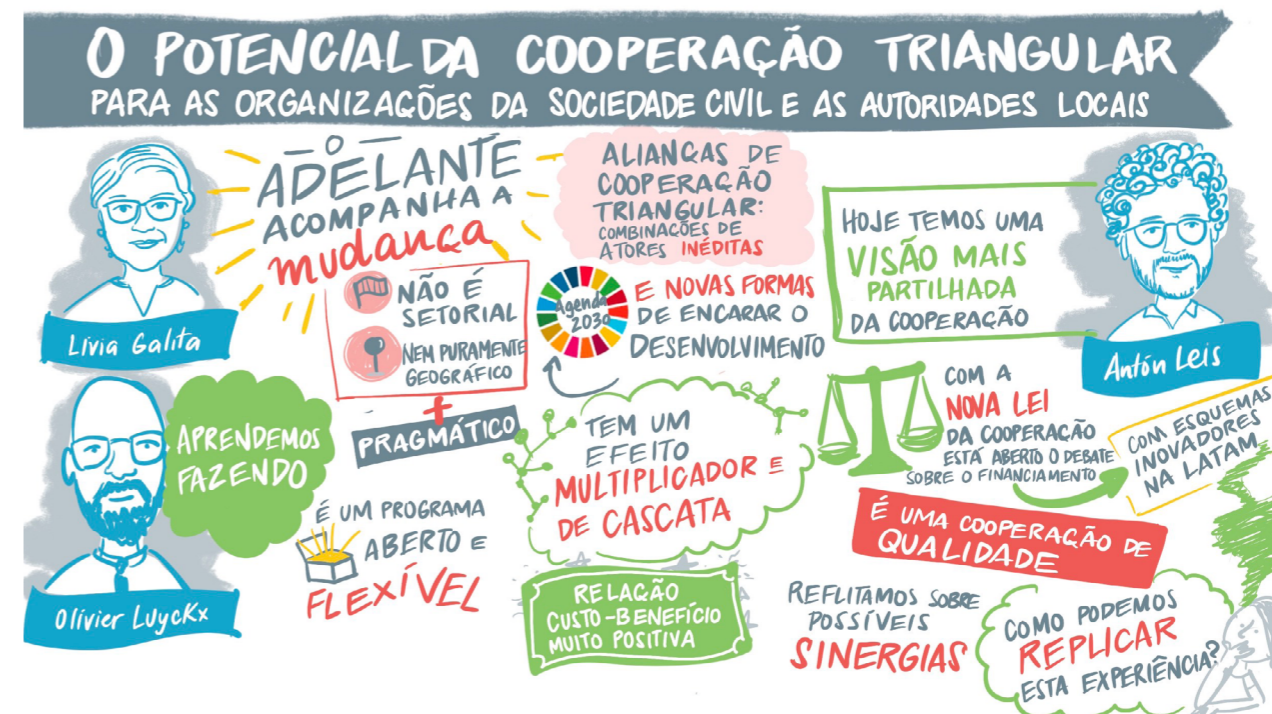 O POTENCIAL DA COOPERAÇÃO TRIANGULAR
PARA AS ORGANIZAÇÕES DA SOCIEDADE CIVIL E AS AUTORIDADES LOCAIS
Lívia Galita
O
ADELANTE
ACOMPANHA A
mudança
NÃO É
SETORIAL
NEM PURAMENTE
GEOGRÁFICO
+
PRAGMÁTICO
ALIANÇAS DE
COOPERAÇÃO
TRIANGULAR:
COMBINAÇÕES DE
ATORES INÉDITAS
Agenda
2030
E NOVAS FORMAS
DE ENCARAR O
DESENVOLVIMENTO
HOJE TEMOS UMA
VISÃO MAIS
PARTILHADA
DA COOPERAÇÃO
Antón Leis
Olivier Luyckx
APRENDEMOS
FAZENDO
É UM PROGRAMA
ABERTO E
FLEXÍVEL
TEM UM
EFEITO
MULTIPLICADOR E
DE CASCATA
RELAÇÃO
CUSTO-BENEFÍCIO
MUITO POSITIVA
COM A
NOVA LEI
DA COOPERAÇÃO
ESTÁ ABERTO O DEBATE
SOBRE O FINANCIAMENTO
COM ESQUEMAS
INOVADORES
NA LATAM
É UMA COOPERAÇÃO DE
QUALIDADE
REFLITAMOS SOBRE
POSSÍVEIS
SINERGIAS
COMO PODEMOS
REPLICAR
ESTA EXPERIÊNCIA?